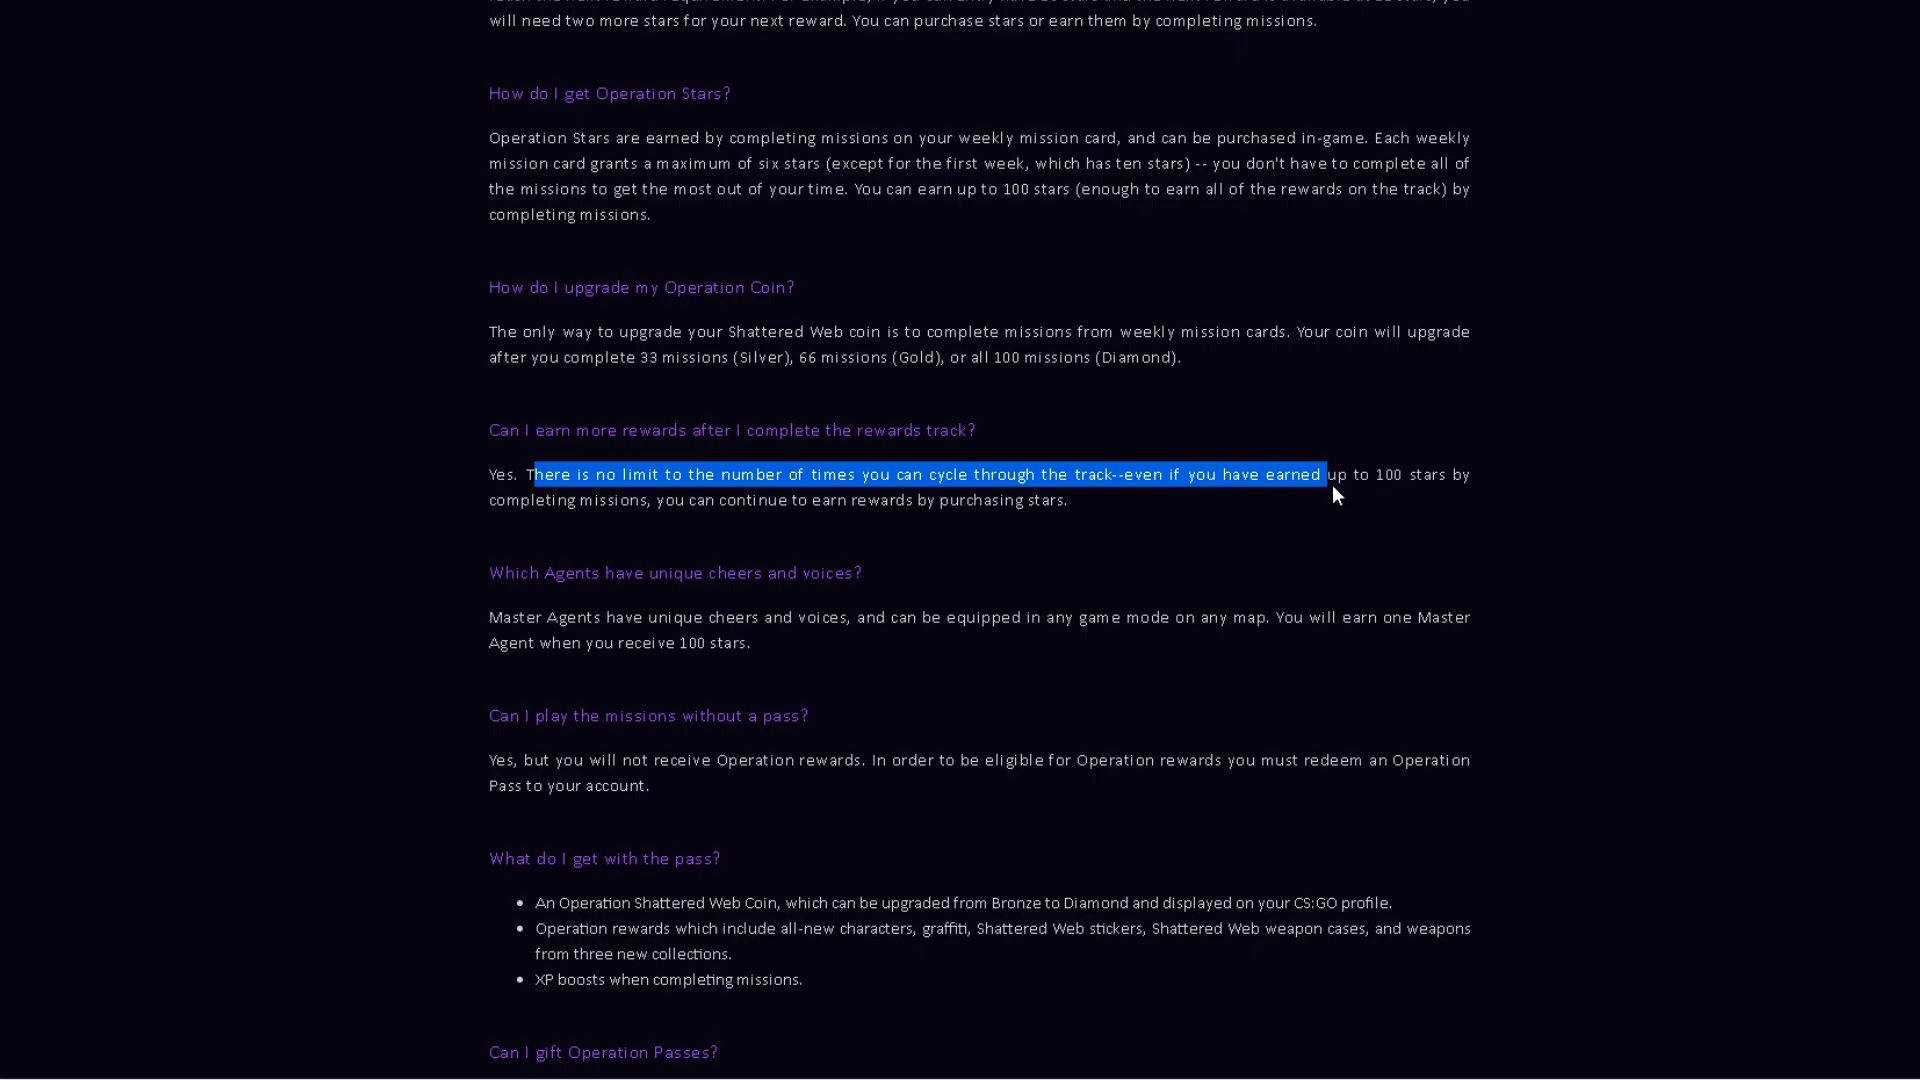 will need two more stars for your next reward. You can purchase stars or earn them by completing missions.
How do I get Operation Stars?
Operation Stars are earned by completing missions on your weekly mission card, and can be purchased in-game. Each weekly
mission card grants a maximum of six stars (except for the first week, which has ten stars) -- you don't have to complete all of
the missions to get the most out of your time. You can earn up to 100 stars (enough to earn all of the rewards on the track) by
completing missions.
How do I upgrade my Operation Coin?
The only way to upgrade your Shattered Web coin is to complete missions from weekly mission cards. Your coin will upgrade
after you complete 33 missions (Silver), 66 missions (Gold), or all 100 missions (Diamond).
Can I earn more rewards after I complete the rewards track?
Yes. There is no limit to the number of times you can cycle through the track--even if you have earned up to 100 stars by
completing missions, you can continue to earn rewards by purchasing stars.
Which Agents have unique cheers and voices?
Master Agents have unique cheers and voices, and can be equipped in any game mode on any map. You will earn one Master
Agent when you receive 100 stars.
Can I play the missions without a pass?
Yes, but you will not receive Operation rewards. In order to be eligible for Operation rewards you must redeem an Operation
Pass to your account.
What do I get with the pass?
• An Operation Shattered Web Coin, which can be upgraded from Bronze to Diamond and displayed on your CS:GO profile.
• Operation rewards which include all-new characters, graffiti, Shattered Web stickers, Shattered Web weapon cases, and weapons
from three new collections.
• XP boosts when completing missions.
Can I gift Operation Passes?